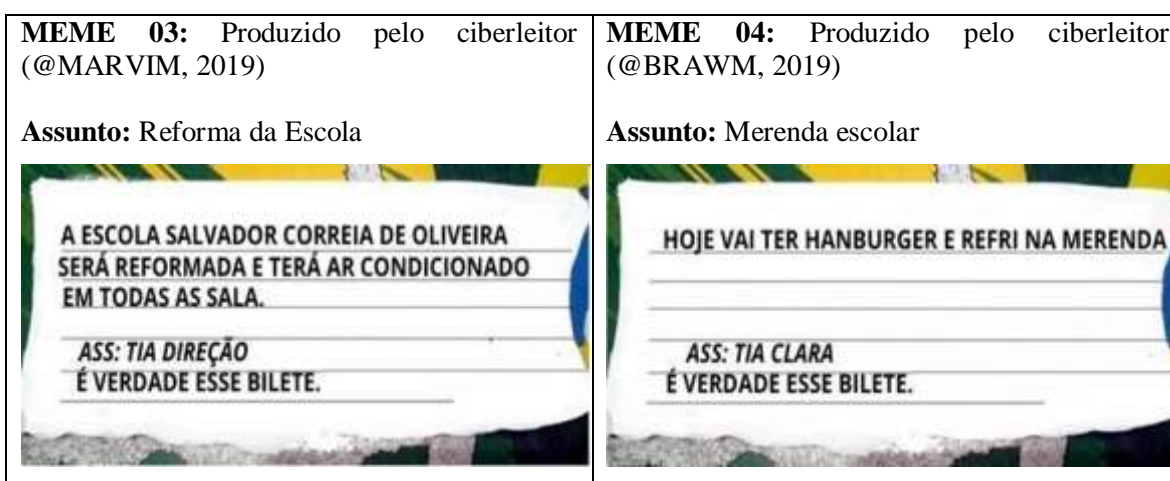 MEME 03: Produzido pelo ciberleitor
(@MARVIM, 2019)
Assunto: Reforma da Escola
A ESCOLA SALVADOR CORREIA DE OLIVEIRA
SERÁ REFORMADA E TERÁ AR CONDICIONADO
EM TODAS AS SALA.
ASS: TIA DIREÇÃO
É VERDADE ESSE BILETE.
MEME 04: Produzido pelo ciberleitor
(@BRAWM, 2019)
Assunto: Merenda escolar
HOJE VAI TER HANBURGER E REFRI NA MERENDA
ASS: TIA CLARA
É VERDADE ESSE BILETE.